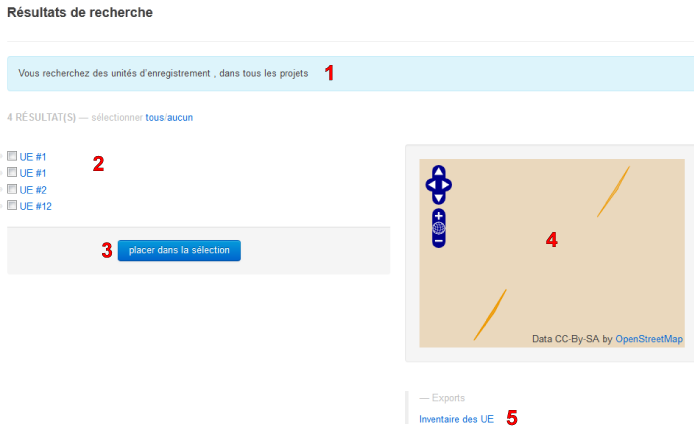 Résultats de recherche
Vous recherchez des unités d'enregistrement , dans tous les projets 1
4 RÉSULTAT(S) — sélectionner tous/aucun
UE #1
UE #1
UE #2
UE #12
2
3 placer dans la sélection
+
−
4
Data CC-By-SA by OpenStreetMap
— Exports
Inventaire des UE 5